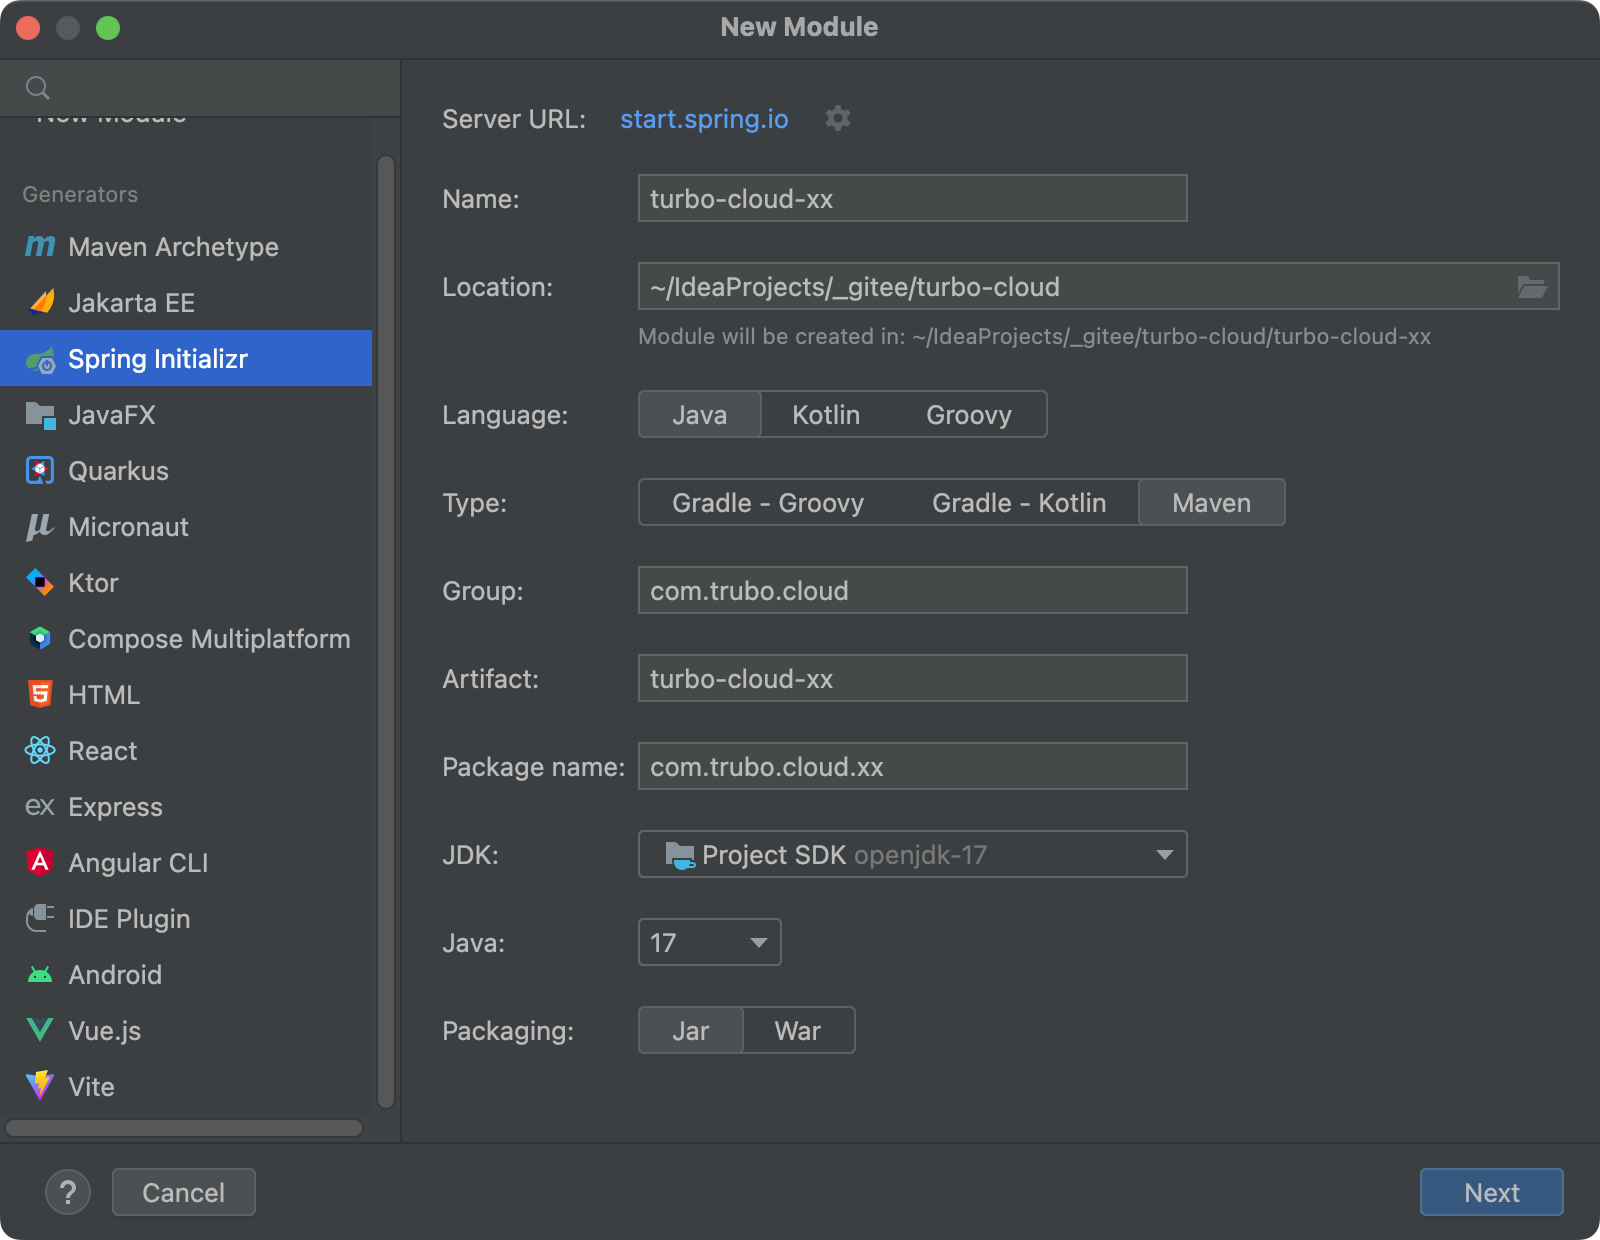 New Module
New Module
Generators
Maven Archetype
Jakarta EE
Spring Initializr
JavaFX
Quarkus
Micronaut
Ktor
Compose Multiplatform
HTML
React
ex Express
Angular CLI
IDE Plugin
Android
Vue.js
Vite
Server URL: start.spring.io
Name: turbo-cloud-xx
Location: ~/IdeaProjects/_gitee/turbo-cloud
Module will be created in: ~/IdeaProjects/_gitee/turbo-cloud/turbo-cloud-xx
Language: Java Kotlin Groovy
Type: Gradle - Groovy Gradle - Kotlin Maven
Group: com.trubo.cloud
Artifact: turbo-cloud-xx
Package name: com.trubo.cloud.xx
JDK: Project SDK openjdk-17
Java: 17
Packaging: Jar War
? Cancel Next